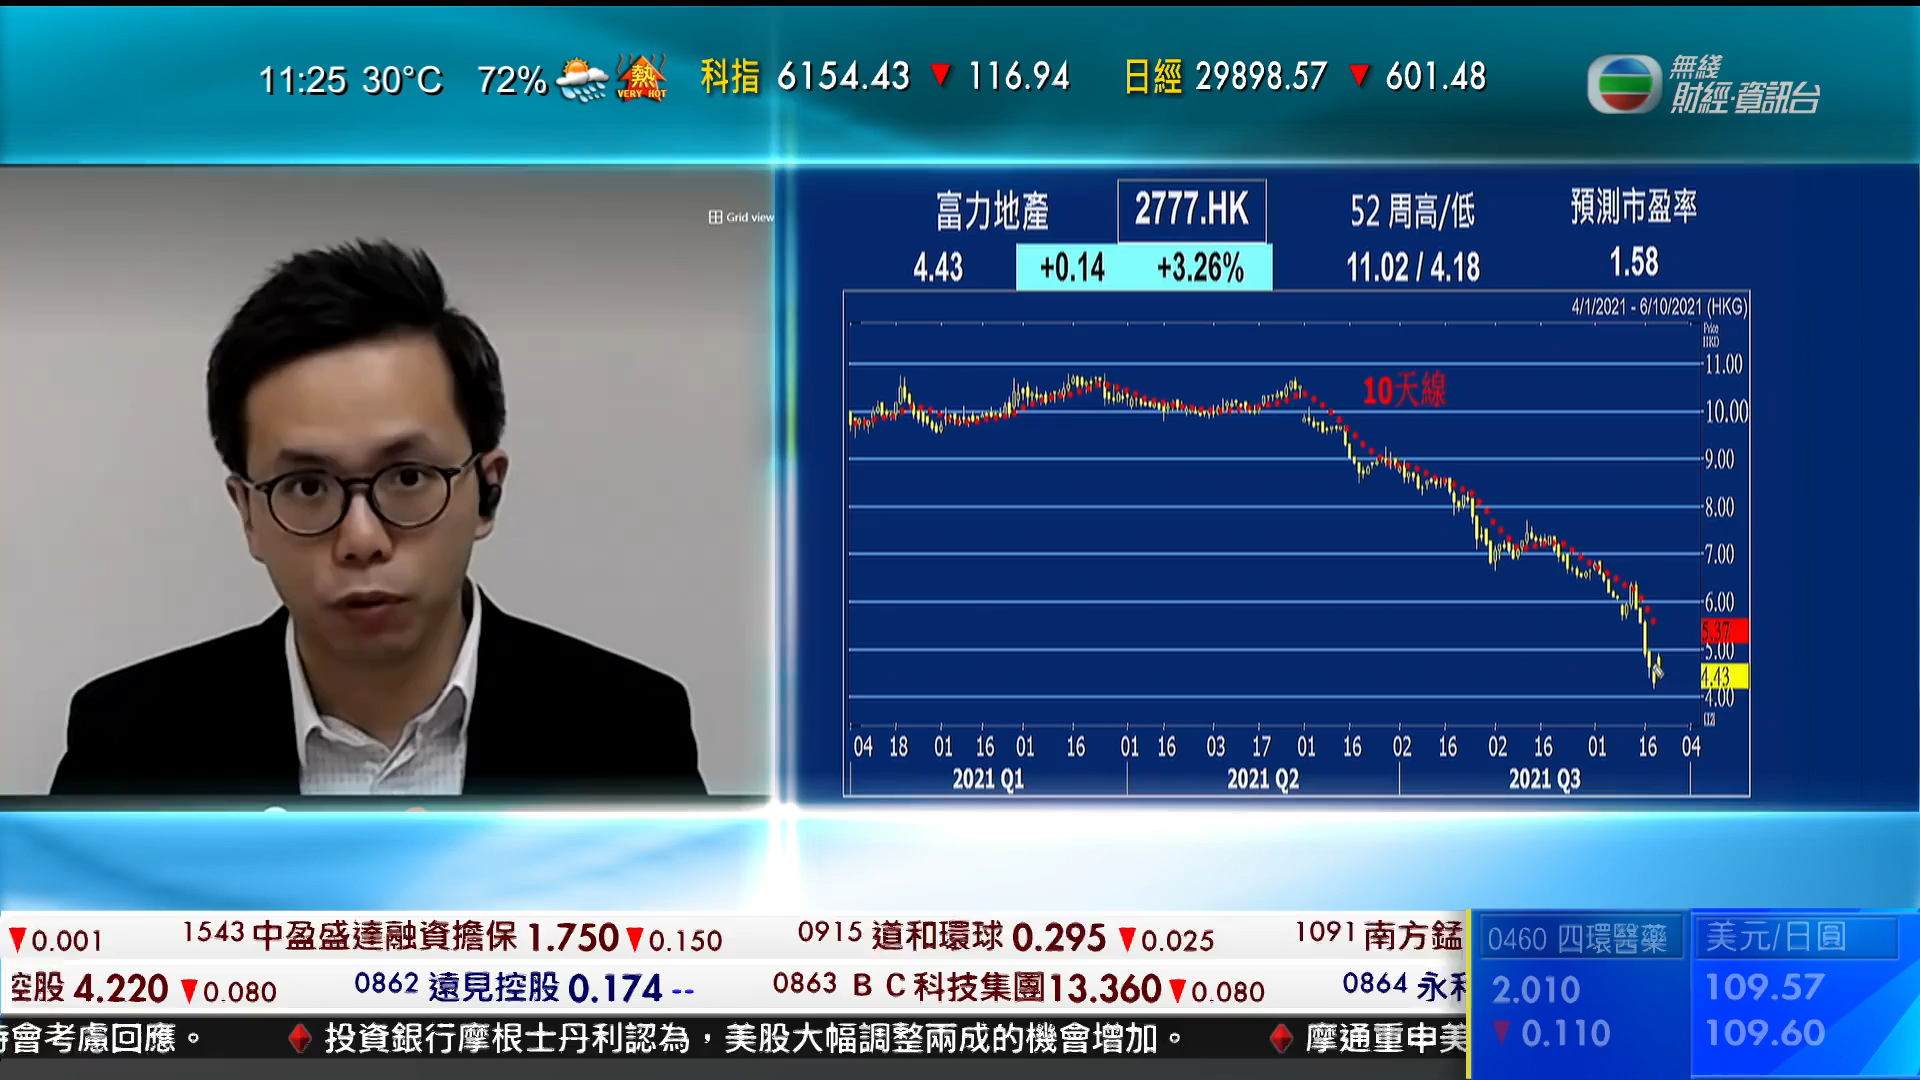 11:25 30°C 72% VERY HOT 熱 科指 6154.43 ▼ 116.94 日經 29898.57 ▼ 601.48
無綫
財經·資訊台
Grid view
富力地產 2777.HK 52 周高/低 預測市盈率
4.43 +0.14 +3.26% 11.02 / 4.18 1.58
4/1/2021 - 6/10/2021 (HKG)
Price
HKD
10天線
11.00
10.00
9.00
8.00
7.00
6.00
5.37
5.00
4.43
4.00
04 18 01 16 01 16 01 16 03 17 01 16 02 16 02 16 01 16 04
2021 Q1 2021 Q2 2021 Q3
▼0.001 1543 中盈盛達融資擔保 1.750 ▼0.150 0915 道和環球 0.295 ▼0.025 1091 南方錳
控股 4.220 ▼0.080 0862 遠見控股 0.174 -- 0863 ＢＣ科技集團 13.360 ▼0.080 0864 永利
會考慮回應。 投資銀行摩根士丹利認為，美股大幅調整兩成的機會增加。 摩通重申美
0460 四環醫藥
2.010
▼ 0.110
美元/日圓
109.57
109.60